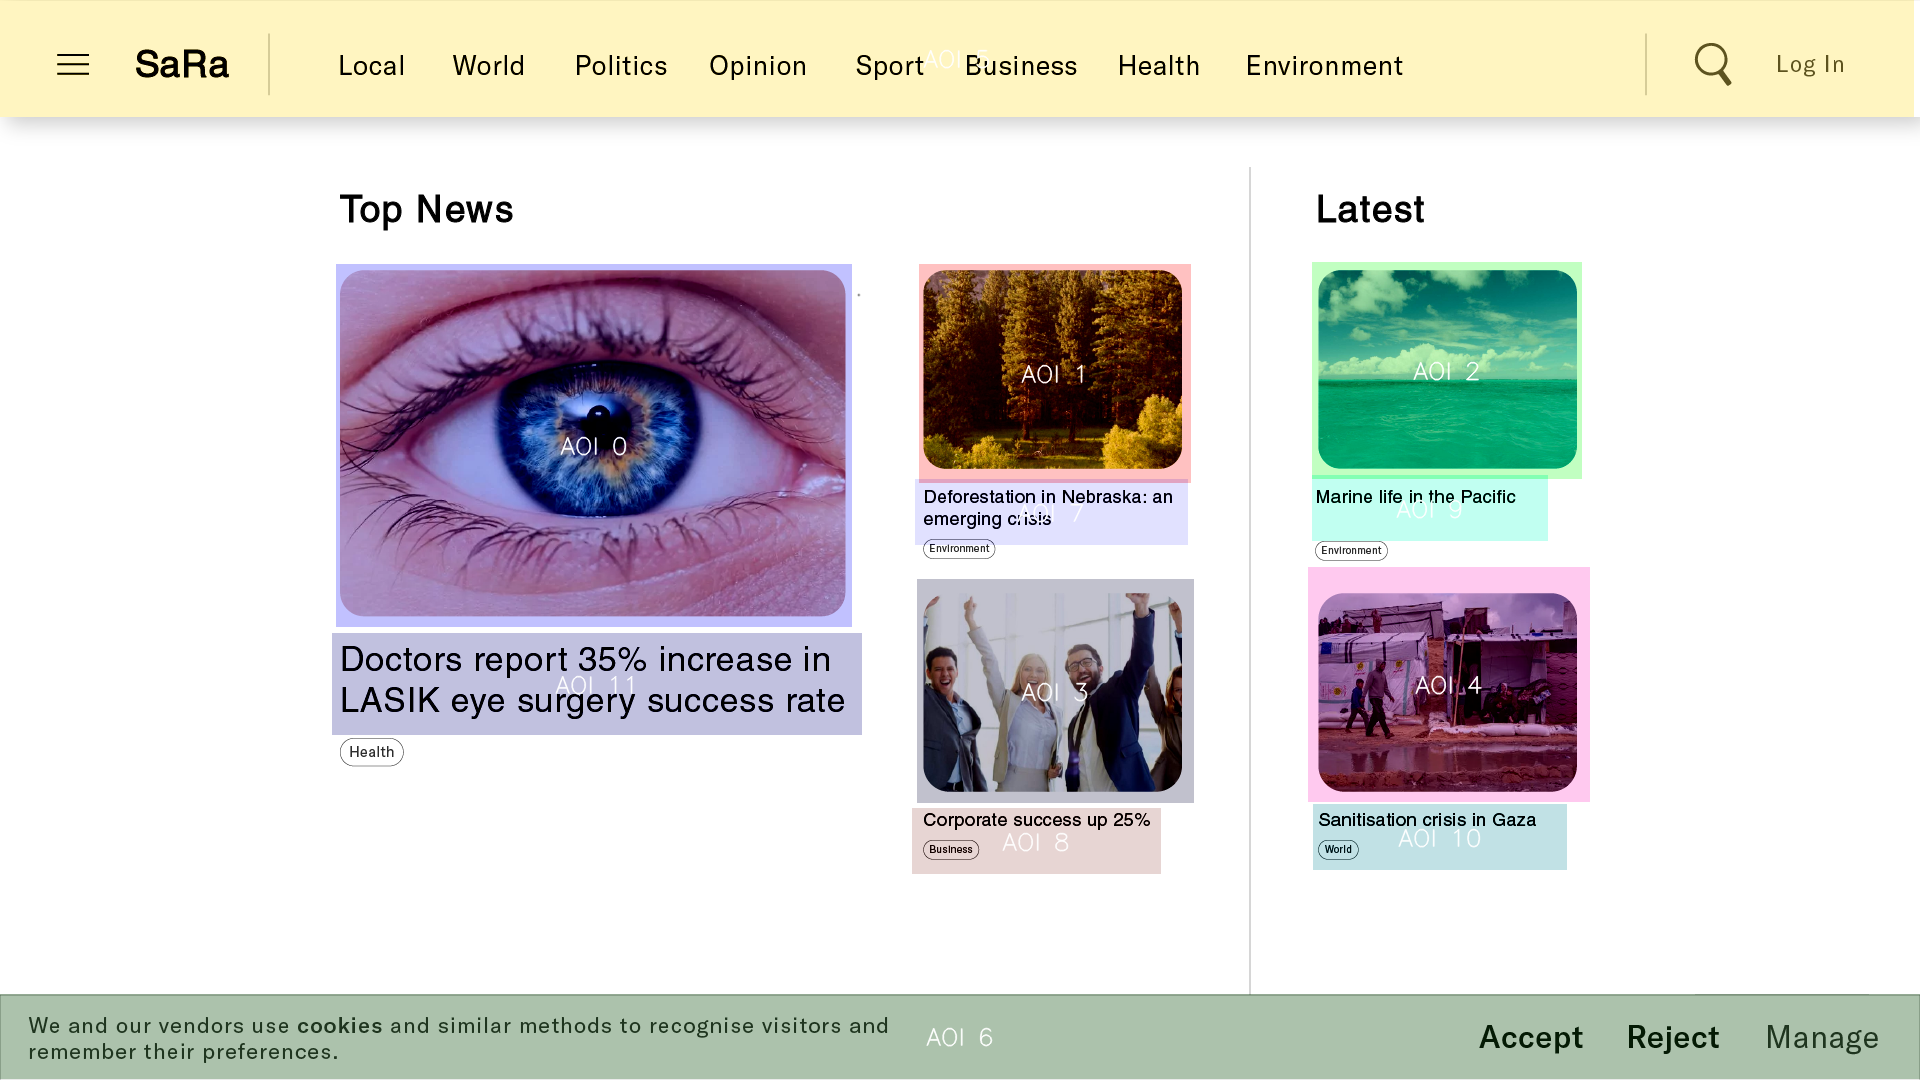 SaRa
Local World Politics Opinion Sport Business Health Environment
AOI 5
Log In
Top News
AOI 0
Doctors report 35% increase in
LASIK eye surgery success rate
AOI 11
Health
AOI 1
Deforestation in Nebraska: an
emerging crisis
AOI 7
Environment
AOI 3
Corporate success up 25%
AOI 8
Business
Latest
AOI 2
Marine life in the Pacific
AOI 9
Environment
AOI 4
Sanitisation crisis in Gaza
AOI 10
World
We and our vendors use cookies and similar methods to recognise visitors and
remember their preferences.
AOI 6
Accept Reject Manage